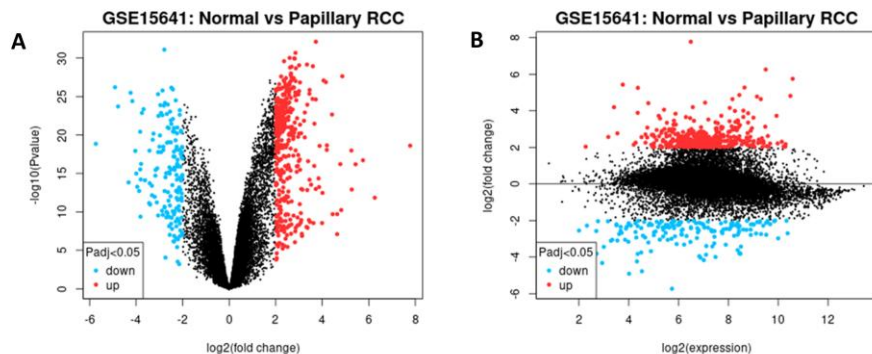 A
GSE15641: Normal vs Papillary RCC
-log10(Pvalue)
30
25
20
15
10
5
0
Padj<0.05
down
up
-6 -4 -2 0 2 4 6 8
log2(fold change)
B
GSE15641: Normal vs Papillary RCC
log2(fold change)
8
6
4
2
0
-2
-4
-6
Padj<0.05
down
up
2 4 6 8 10 12
log2(expression)